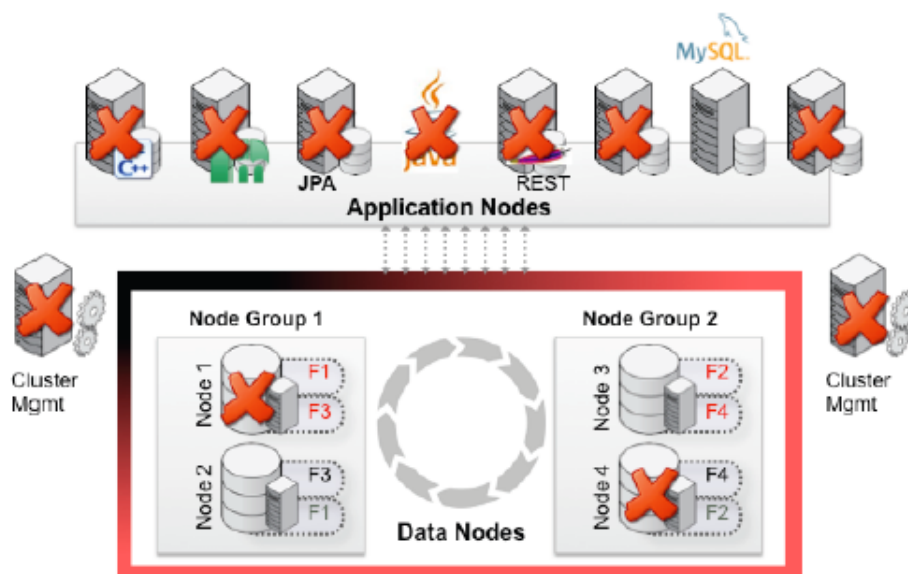 MySQL
C++
JPA
Java
REST
Application Nodes
Cluster
Mgmt
Node Group 1
Node 1
F1
F3
Node 2
F3
F1
Data Nodes
Node Group 2
Node 3
F2
F4
Node 4
F4
F2
Cluster
Mgmt